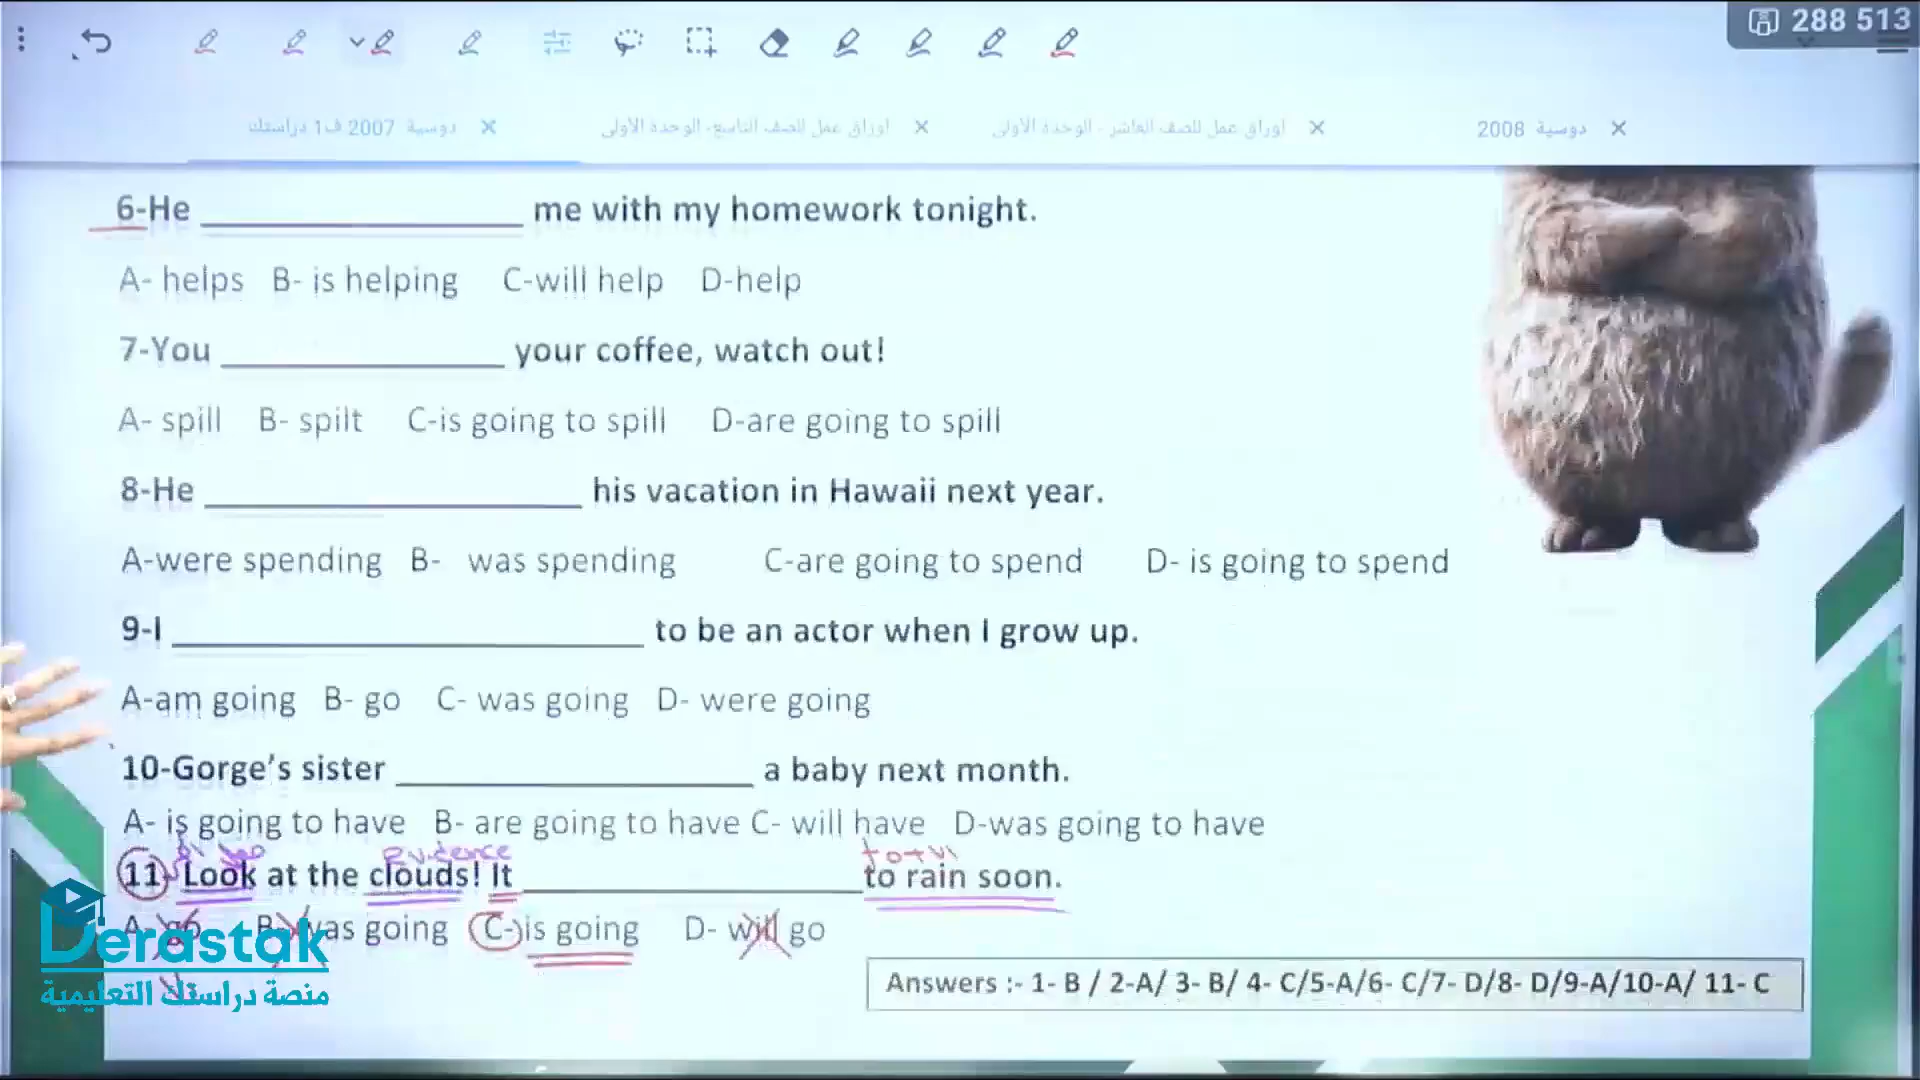 288 513
دوسية 2007 ف1 دراستك
اوراق عمل للصف التاسع- الوحدة الاولى
اوراق عمل للصف العاشر - الوحدة الاولى
دوسية 2008
6-He ____________ me with my homework tonight.
A- helps B- is helping C-will help D-help
7-You ____________ your coffee, watch out!
A- spill B- spilt C-is going to spill D-are going to spill
8-He ____________ his vacation in Hawaii next year.
A-were spending B- was spending C-are going to spend D- is going to spend
9-I ____________ to be an actor when I grow up.
A-am going B- go C- was going D- were going
10-Gorge’s sister ____________ a baby next month.
A- is going to have B- are going to have C- will have D-was going to have
evidence
11- Look at the clouds! It ____________ to rain soon.
A- go B- was going C- is going D- will go
Derastak
منصة دراستك التعليمية
Answers :- 1- B / 2-A/ 3- B/ 4- C/5-A/6- C/7- D/8- D/9-A/10-A/ 11- C